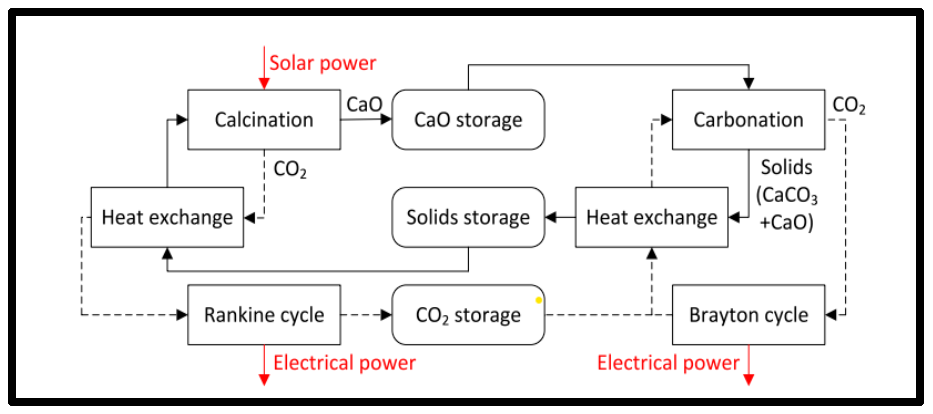 Solar power
Calcination
CaO
CaO storage
Carbonation
CO₂
CO₂
Solids
(CaCO₃
+CaO)
Heat exchange
Solids storage
Heat exchange
Rankine cycle
CO₂ storage
Brayton cycle
Electrical power
Electrical power